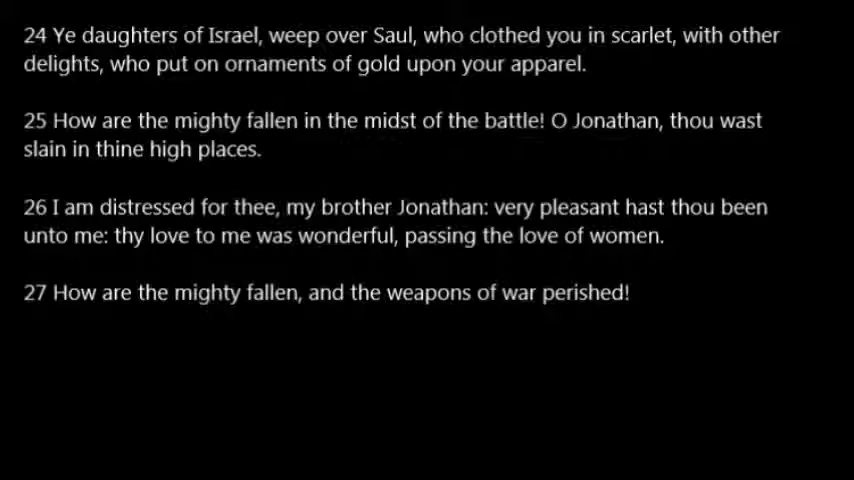 24 Ye daughters of Israel, weep over Saul, who clothed you in scarlet, with other
delights, who put on ornaments of gold upon your apparel.
25 How are the mighty fallen in the midst of the battle! O Jonathan, thou wast
slain in thine high places.
26 I am distressed for thee, my brother Jonathan: very pleasant hast thou been
unto me: thy love to me was wonderful, passing the love of women.
27 How are the mighty fallen, and the weapons of war perished!